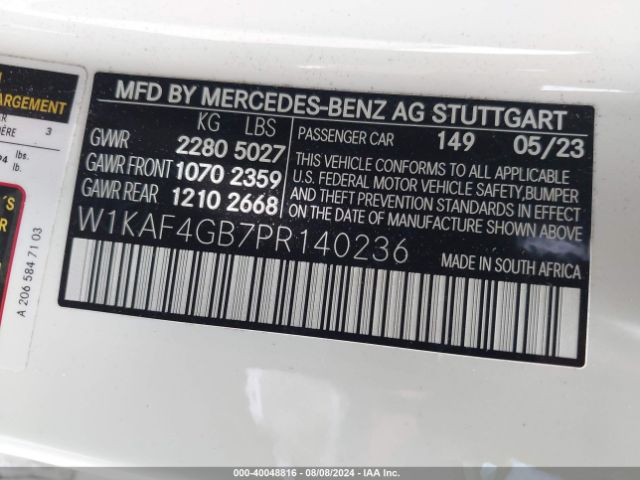 ARGEMENT
3
lbs.
lb.
A 206 584 71 03
MFD BY MERCEDES-BENZ AG STUTTGART
KG LBS
GWWR 2280 5027
GAWR FRONT 1070 2359
GAWR REAR 1210 2668
PASSENGER CAR 149 05/23
THIS VEHICLE CONFORMS TO ALL APPLICABLE
U.S. FEDERAL MOTOR VEHICLE SAFETY,BUMPER
AND THEFT PREVENTION STANDARDS IN
EFFECT ON DATE OF MANUFACTURE SHOWN ABOVE
W1KAF4GB7PR140236
MADE IN SOUTH AFRICA
000-40048816 - 08/08/2024 - IAA Inc.